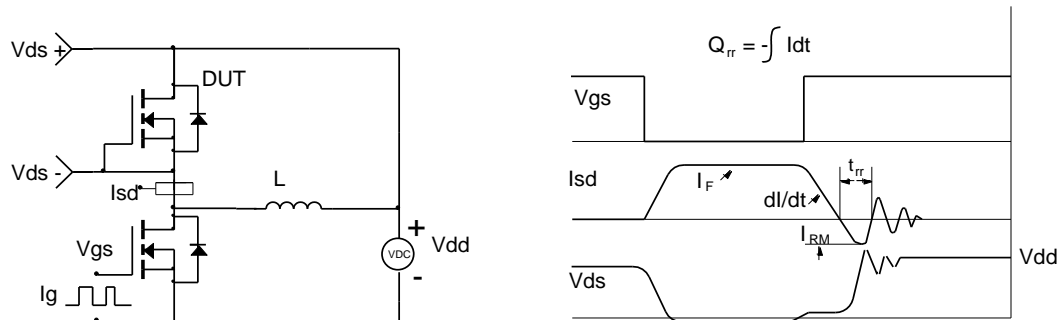 Vds +
DUT
Vds -
Isd
L
Vgs
Ig
+
VDC
-
Vdd
Qrr = -∫ Idt
Vgs
Isd
IF
dI/dt
trr
IRM
Vds
Vdd